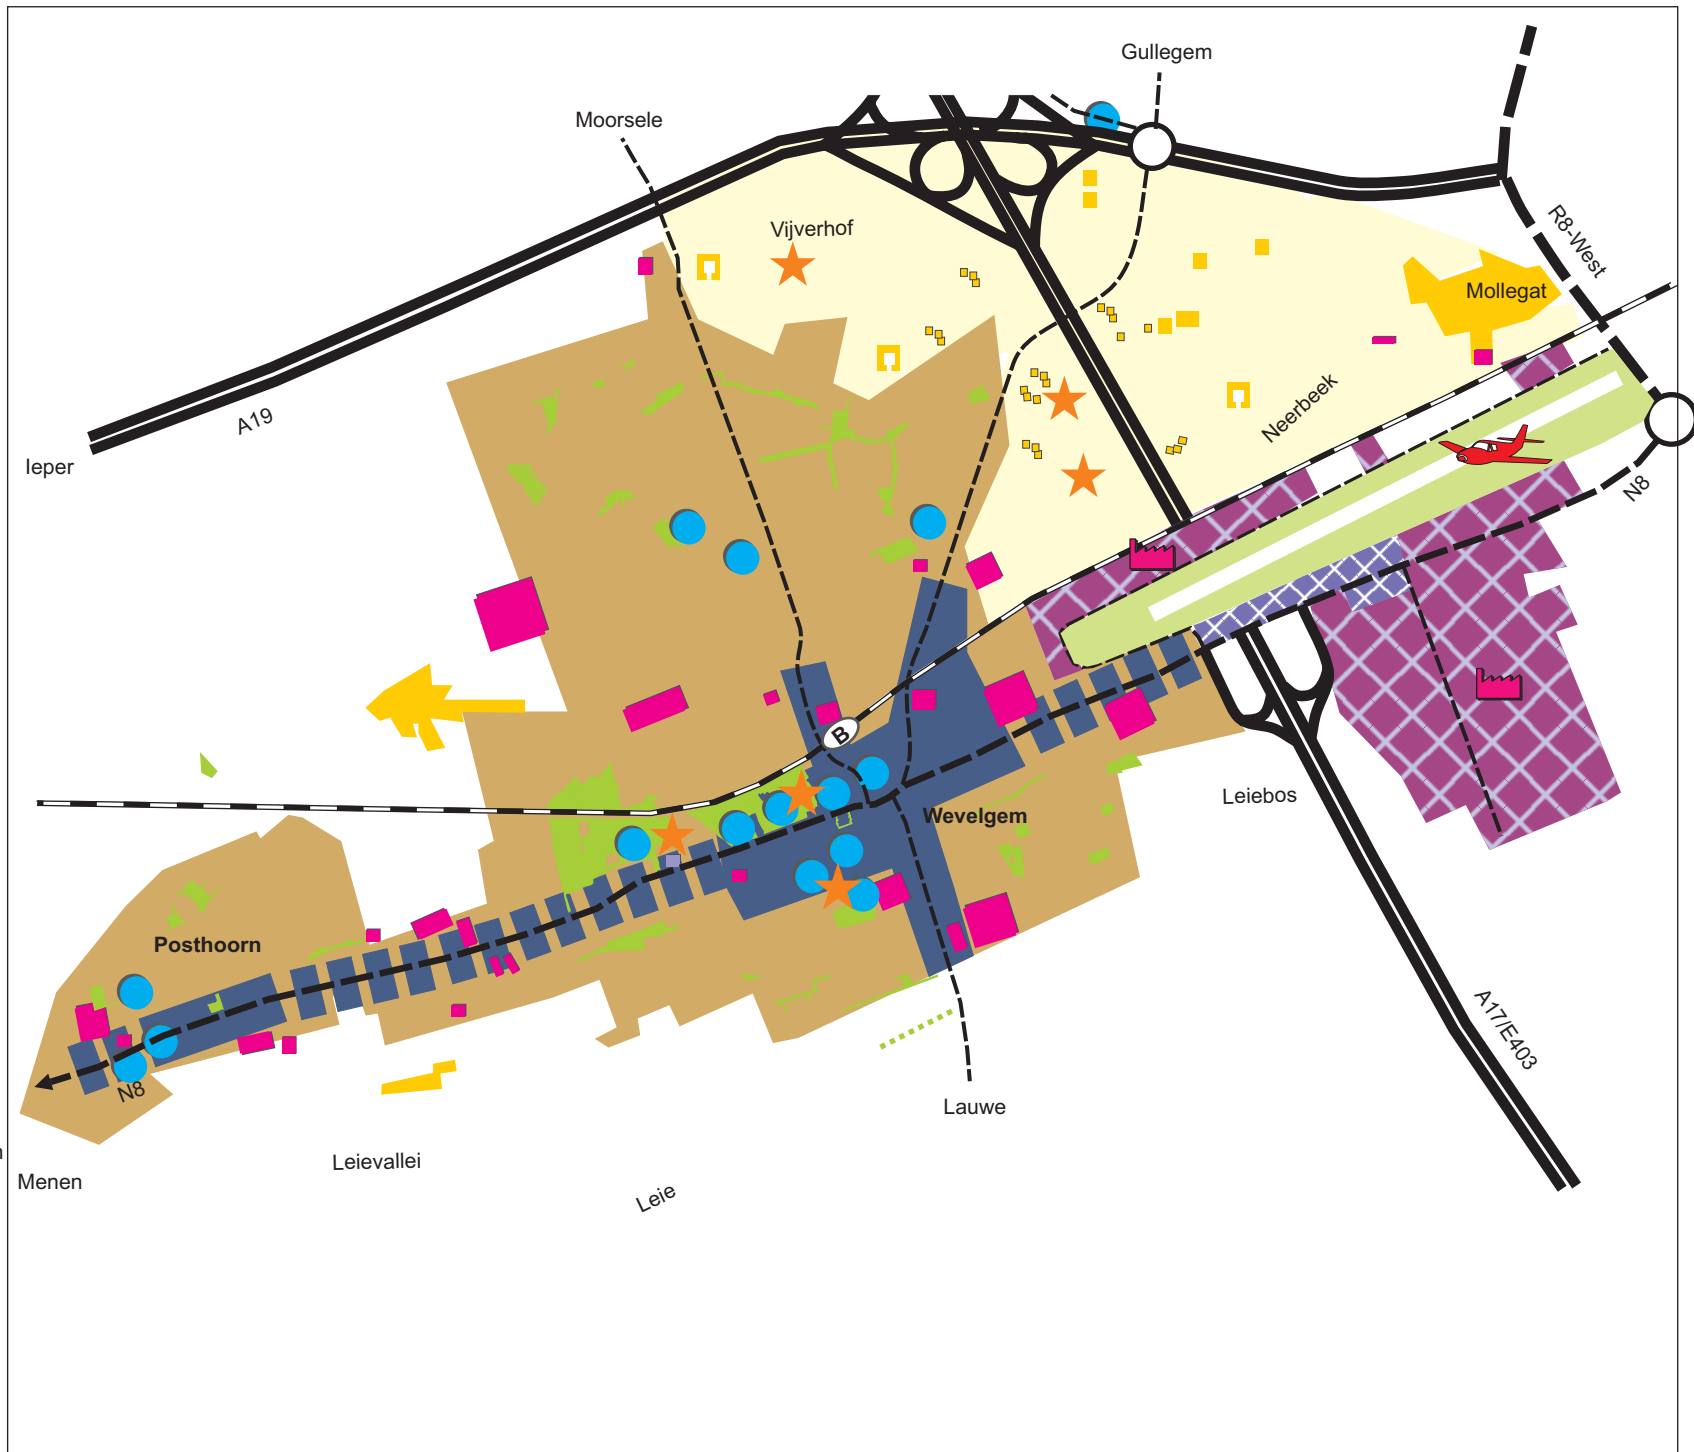 Gullegem
Moorsele
Vijverhof
R8-West
Mollegat
A19
Neerbeek
Ieper
N8
B
Leiebos
Wevelgem
Posthoorn
A17/E403
N8
Lauwe
n
Leievallei
Menen
Leie